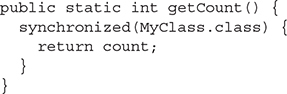 public static int getCount() {
  synchronized(MyClass.class) {
    return count;
  }
}